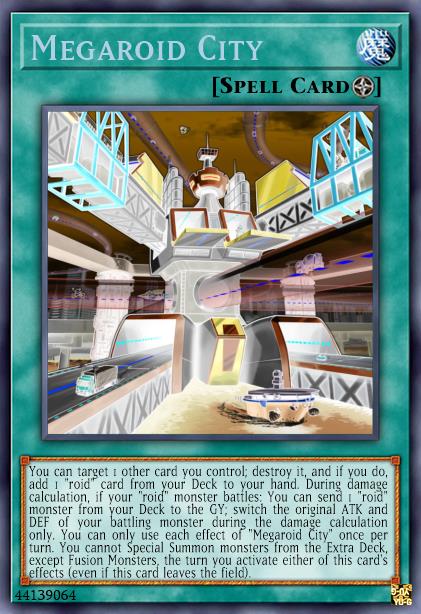 Megaroid City
[Spell Card]
You can target 1 other card you control; destroy it, and if you do,
add 1 "roid" card from your Deck to your hand. During damage
calculation, if your "roid" monster battles: You can send 1 "roid"
monster from your Deck to the GY; switch the original ATK and
DEF of your battling monster during the damage calculation
only. You can only use each effect of "Megaroid City" once per
turn. You cannot Special Summon monsters from the Extra Deck,
except Fusion Monsters, the turn you activate either of this card's
effects (even if this card leaves the field).
44139064